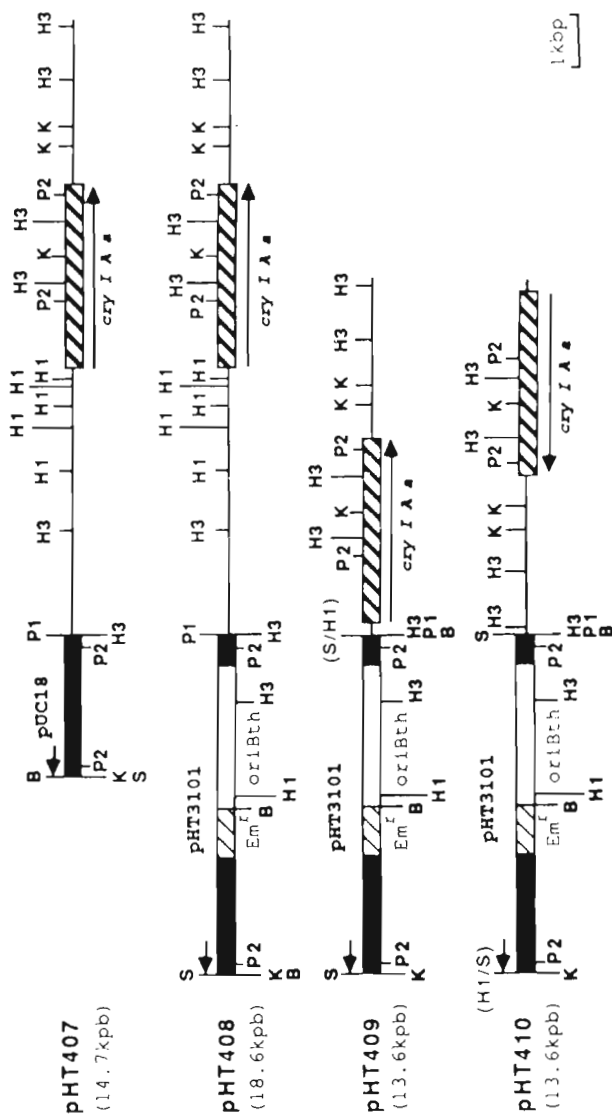 B pUC18 P1 H3 H1 H1 H1 H1 H1 P2 H3 K H3 P2 K K H3 H3
pHT407
(14.7kpb)
P2 P2
K H3
S
cry I A a
pHT3101
S P1 H3 H1 H1 H1 H1 H1 P2 H3 K H3 P2 K K H3 H3
pHT408
(18.6kpb)
P2 Emʳ oriBth H3 P2
K B H1 H3
B
cry I A a
pHT3101
S (S/H1) P2 H3 K H3 P2 K K H3 H3
pHT409
(13.6kpb)
P2 Emʳ oriBth H3 P2
K B H1 H3
P1
B
cry I A a
pHT3101
(H1/S) S H3 H3 K K P2 H3 K H3 P2
pHT410
(13.6kpb)
P2 Emʳ oriBth H3 P2
K B H1 H3
P1
B
cry I A a
1kbp